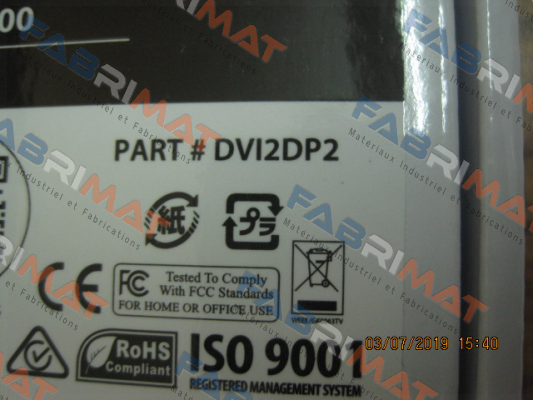 00
PART # DVI2DP2
紙
プラ
CE
FC
Tested To Comply
With FCC Standards
FOR HOME OR OFFICE USE
RoHS
Compliant
ISO 9001
REGISTERED MANAGEMENT SYSTEM
03/07/2019 15:40
FABRIMAT
Materiaux Industriel et Fabrications